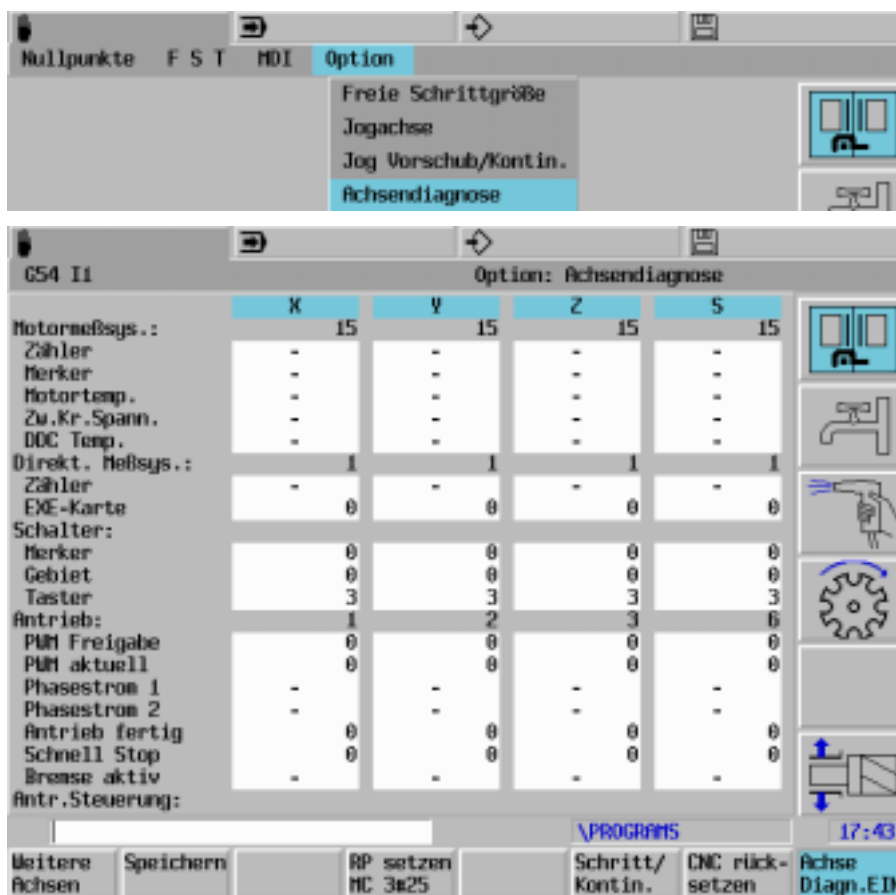 Nullpunkte F S T MDI Option
Freie Schrittgröße
Jogachse
Jog Vorschub/Kontin.
Achsendiagnose
G54 I1 Option: Achsendiagnose
X Y Z S
Motormeßsys.: 15 15 15 15
Zähler - - - -
Merker - - - -
Motortemp. - - - -
Zw.Kr.Spann. - - - -
DDC Temp. - - - -
Direkt. Meßsys.: 1 1 1 1
Zähler - - - -
EXE-Karte 0 0 0 0
Schalter:
Merker 0 0 0 0
Gebiet 0 0 0 0
Taster 3 3 3 3
Antrieb: 1 2 3 6
PWM Freigabe 0 0 0 0
PWM aktuell 0 0 0 0
Phasestrom 1 - - - -
Phasestrom 2 - - - -
Antrieb fertig 0 0 0 0
Schnell Stop 0 0 0 0
Bremse aktiv - - - -
Antr.Steuerung:
\PROGRAMS 17:43
Weitere Speichern RP setzen Schritt/ CNC rück- Achse
Achsen MC 3#25 Kontin. setzen Diagn.EIN